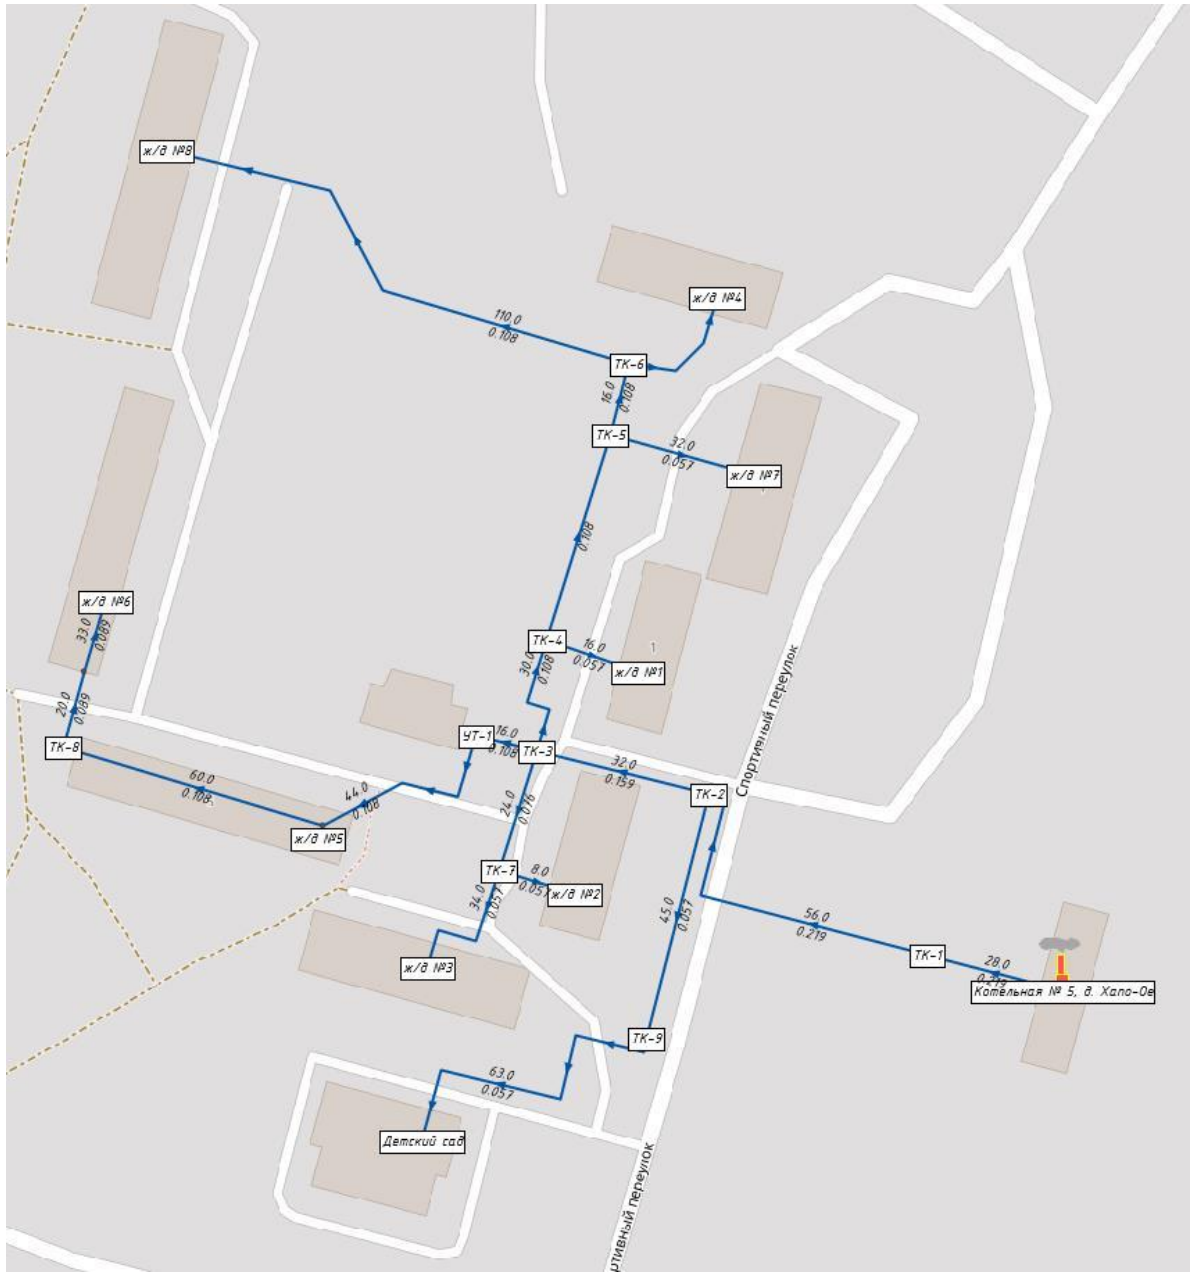 ж/д №8
ж/д №4
110.0
0.108
ТК-6
16.0
0.108
ТК-5
32.0
0.057
ж/д №7
0.108
ж/д №6
33.0
0.089
ТК-4
16.0
0.057
1
ж/д №1
30.0
0.108
20.0
0.089
Спортивный переулок
УТ-1
16.0
0.108
ТК-3
ТК-8
32.0
0.159
60.0
0.108
44.0
0.108
ТК-2
24.0
0.076
ж/д №5
ТК-7
8.0
0.057
ж/д №2
34.0
0.057
45.0
0.057
56.0
0.219
ТК-1
28.0
0.219
ж/д №3
Котельная № 5, д. Хапо-Ое
ТК-9
63.0
0.057
Детский сад
ртивный переулок